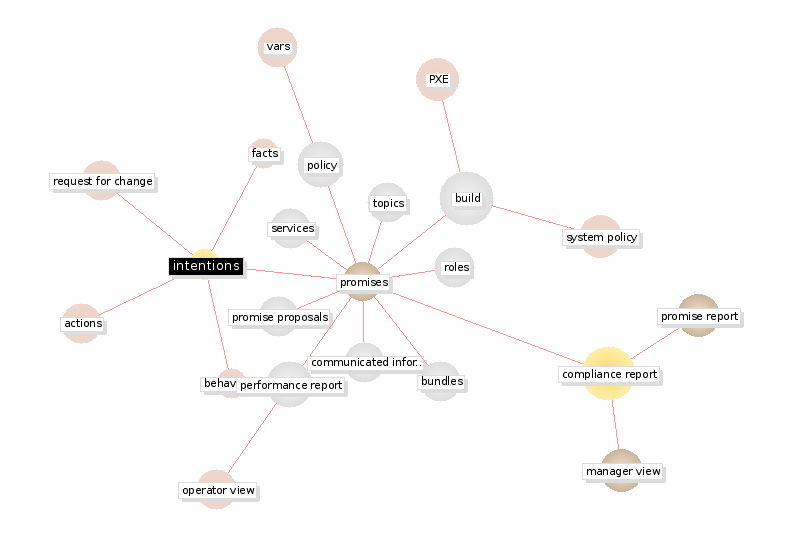 vars
PXE
facts
policy
request for change
build
topics
services
system policy
intentions
roles
promises
promise report
promise proposals
actions
communicated infor..
compliance report
behav
performance report
bundles
manager view
operator view